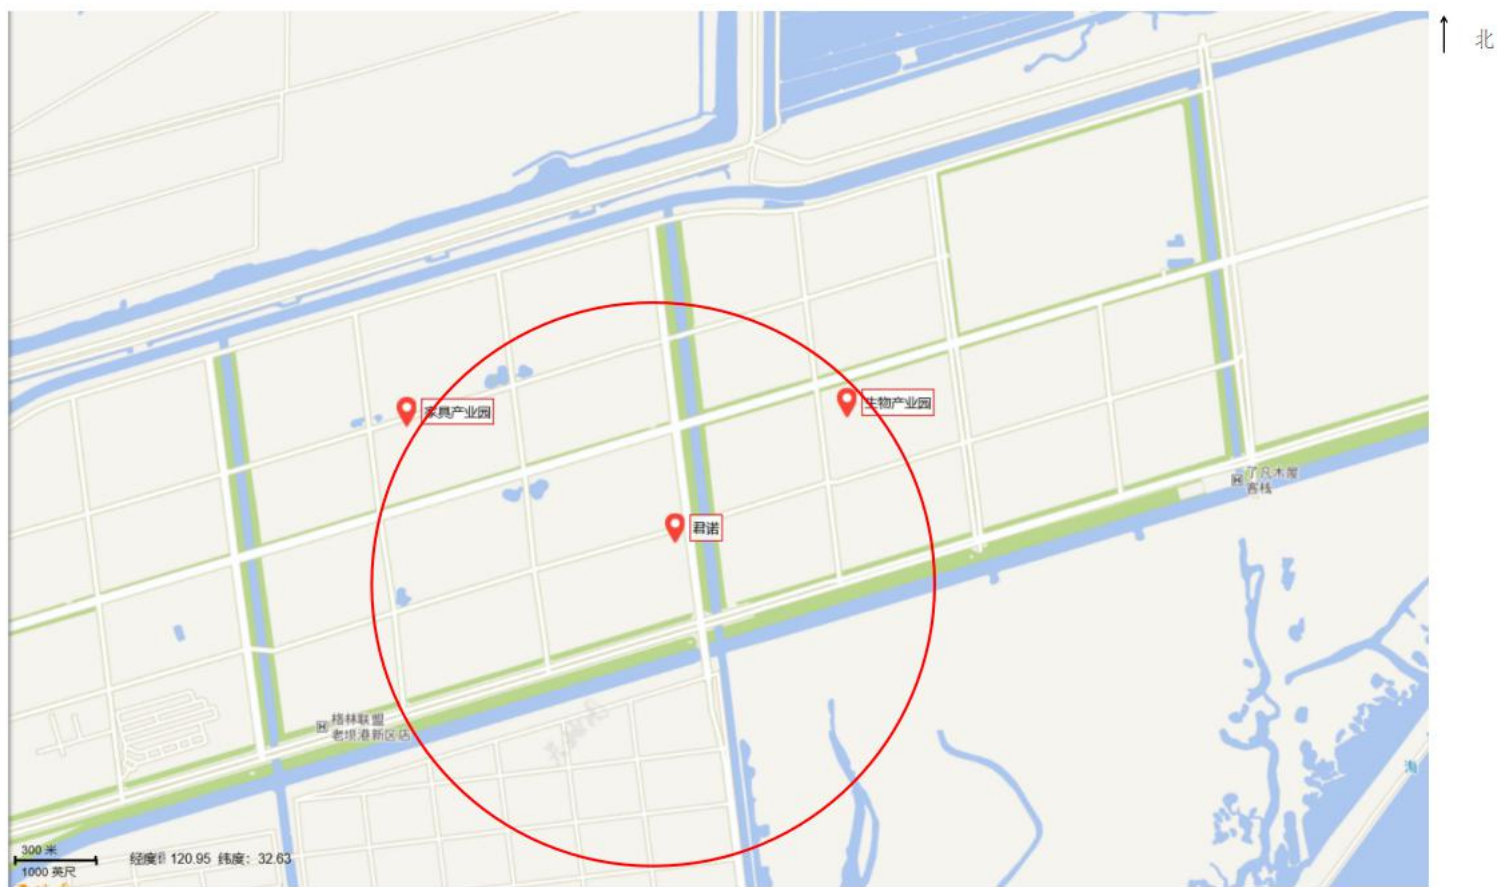 北
家具产业园
生物产业园
君诺
了凡木屋
客栈
格林联盟
老坝港新区店
海
300 米
1000 英尺
经度: 120.95 纬度: 32.63